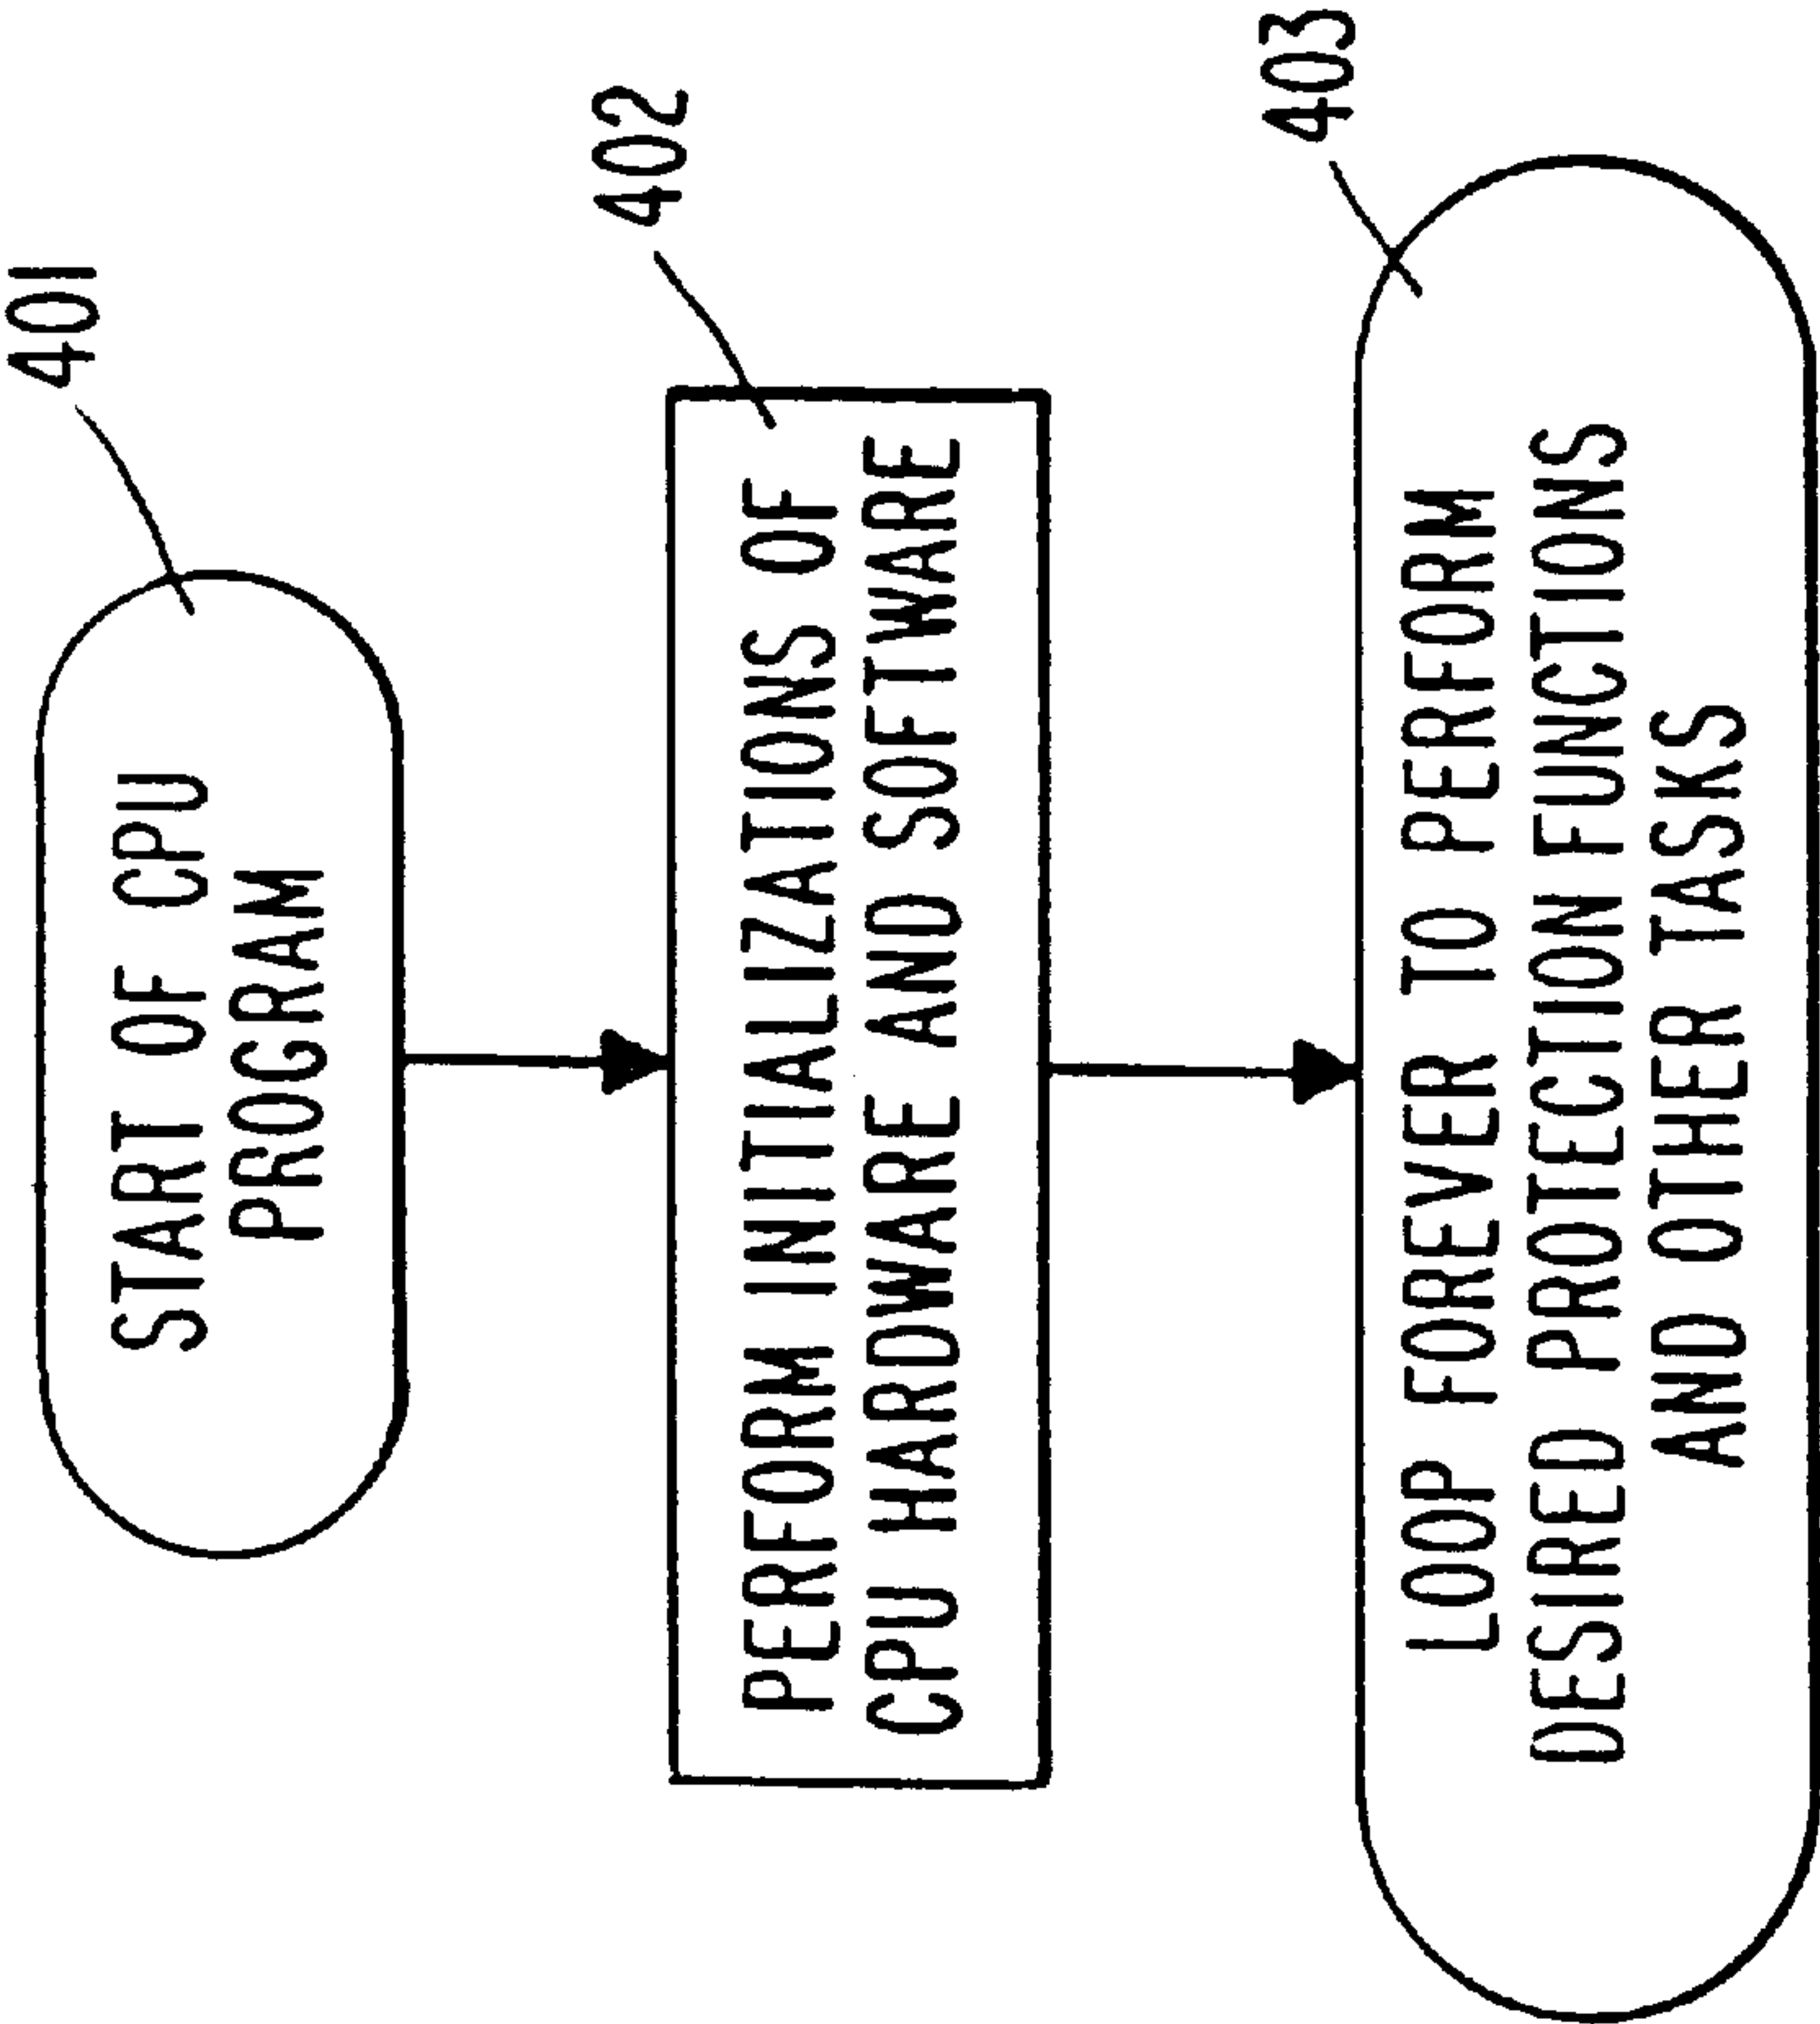 401
START OF CPU
PROGRAM
402
PERFORM INITIALIZATIONS OF
CPU HARDWARE AND SOFTWARE
403
LOOP FOREVER TO PERFORM
DESIRED PROTECTION FUNCTIONS
AND OTHER TASKS